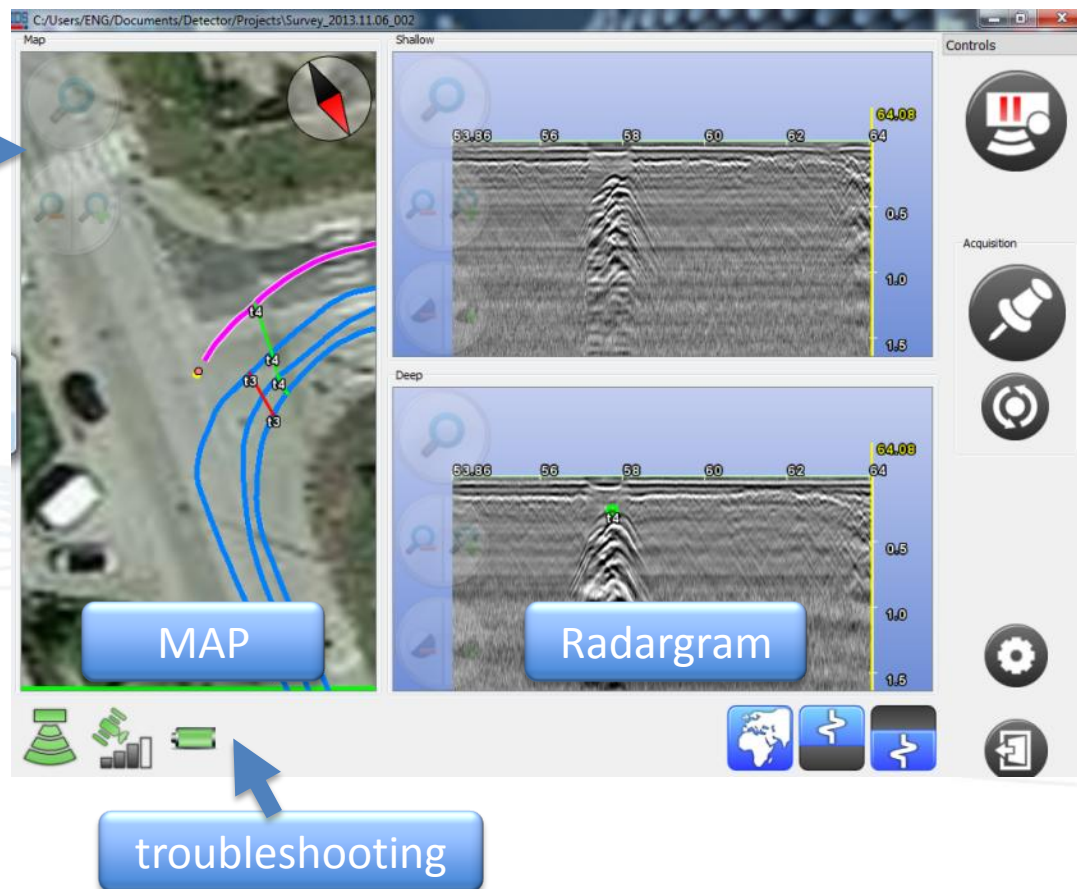 C:/Users/ENG/Documents/Detector/Projects/Survey_2013.11.06_002
Map
Shallow
Controls
64.08
53.86 56 58 60 62 64
0.5
1.0
1.5
Acquisition
t4
t4
t3 t4
t3
Deep
64.08
53.86 56 58 60 62 64
t4
0.5
1.0
1.5
MAP
Radargram
troubleshooting